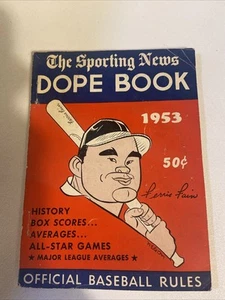 The Sporting News
DOPE BOOK
1953
50¢
Ferris Fain
HISTORY
BOX SCORES...
AVERAGES...
ALL-STAR GAMES
★ MAJOR LEAGUE AVERAGES ★
OFFICIAL BASEBALL RULES